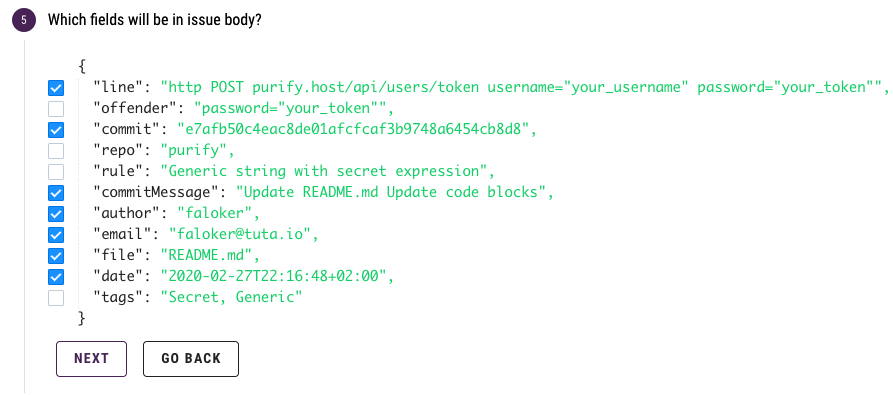 5 Which fields will be in issue body?
{
"line": "http POST purify.host/api/users/token username="your_username" password="your_token"",
"offender": "password="your_token"",
"commit": "e7afb50c4eac8de01afcfcaf3b9748a6454cb8d8",
"repo": "purify",
"rule": "Generic string with secret expression",
"commitMessage": "Update README.md Update code blocks",
"author": "faloker",
"email": "faloker@tuta.io",
"file": "README.md",
"date": "2020-02-27T22:16:48+02:00",
"tags": "Secret, Generic"
}
NEXT GO BACK